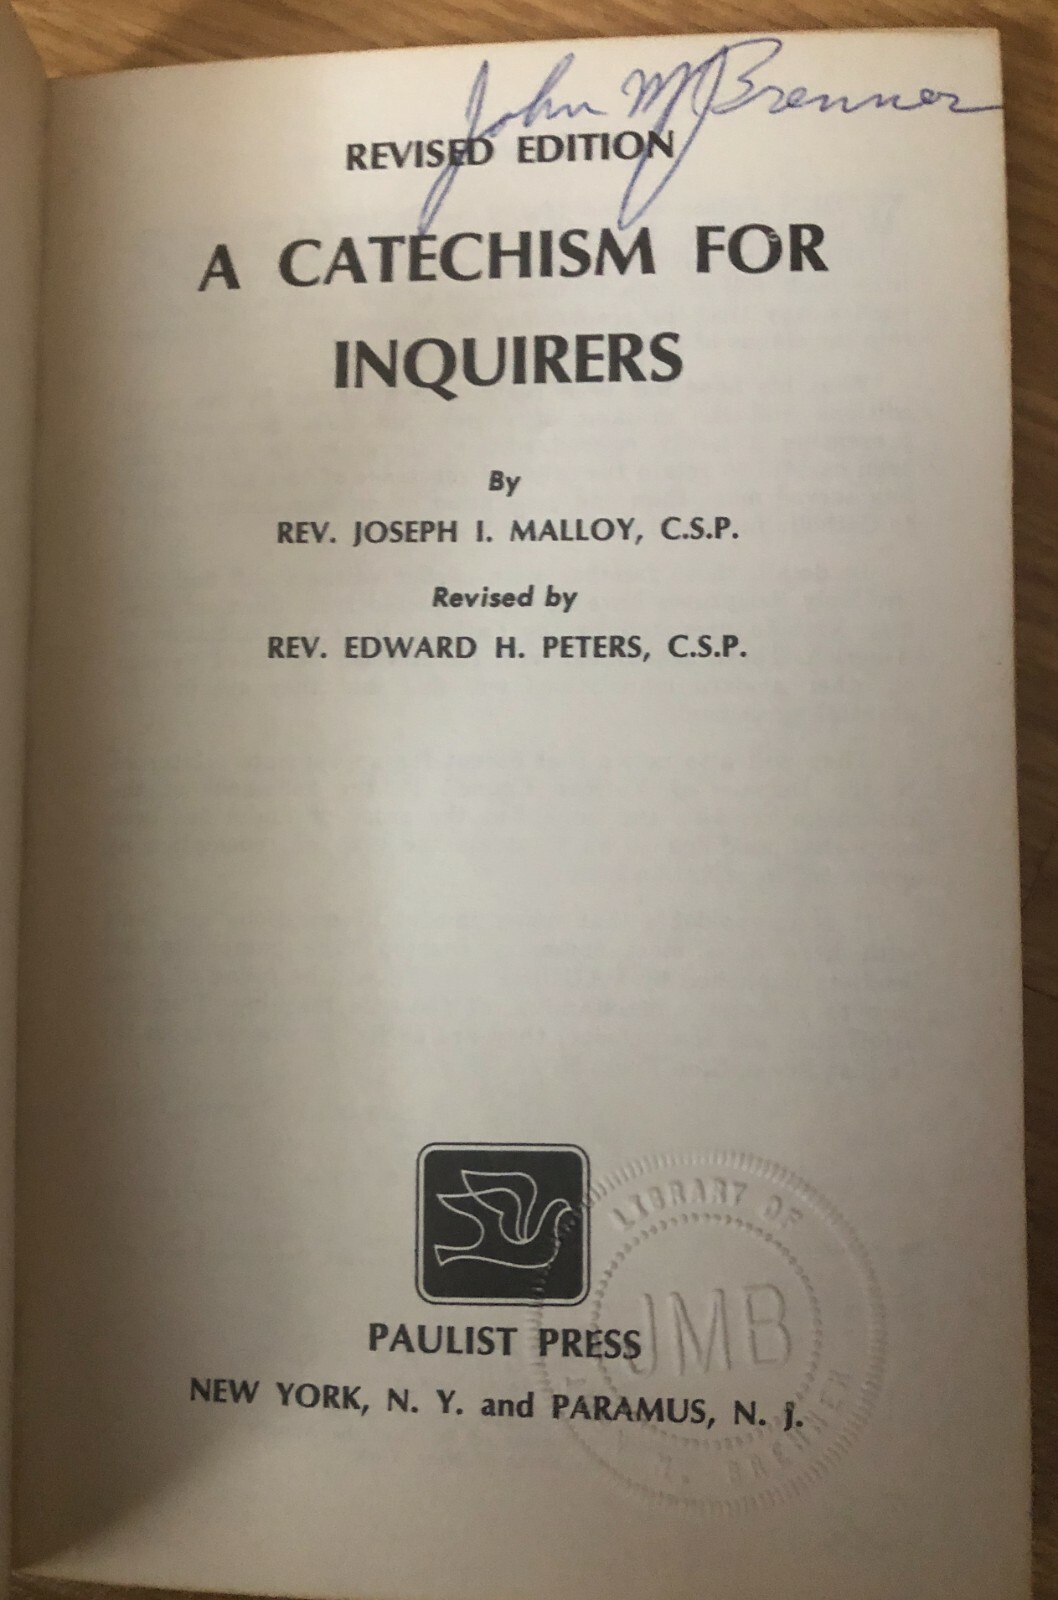 John M Brenner
REVISED EDITION
A CATECHISM FOR
INQUIRERS
By
REV. JOSEPH I. MALLOY, C.S.P.
Revised by
REV. EDWARD H. PETERS, C.S.P.
LIBRARY OF
JMB
M. BRENNER
PAULIST PRESS
NEW YORK, N. Y. and PARAMUS, N. J.